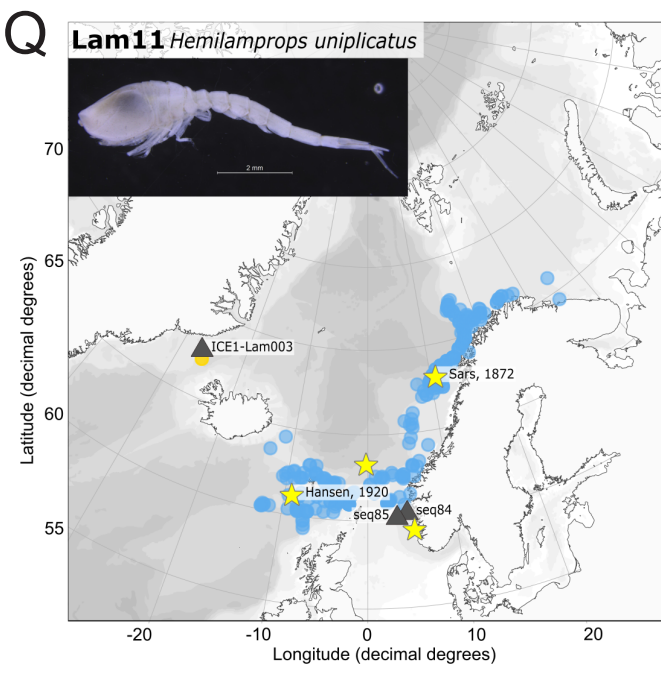 Q
Lam11 Hemilamprops uniplicatus
2 mm
70
65
60
55
Latitude (decimal degrees)
ICE1-Lam003
Sars, 1872
Hansen, 1920
seq85
seq84
-20 -10 0 10 20
Longitude (decimal degrees)